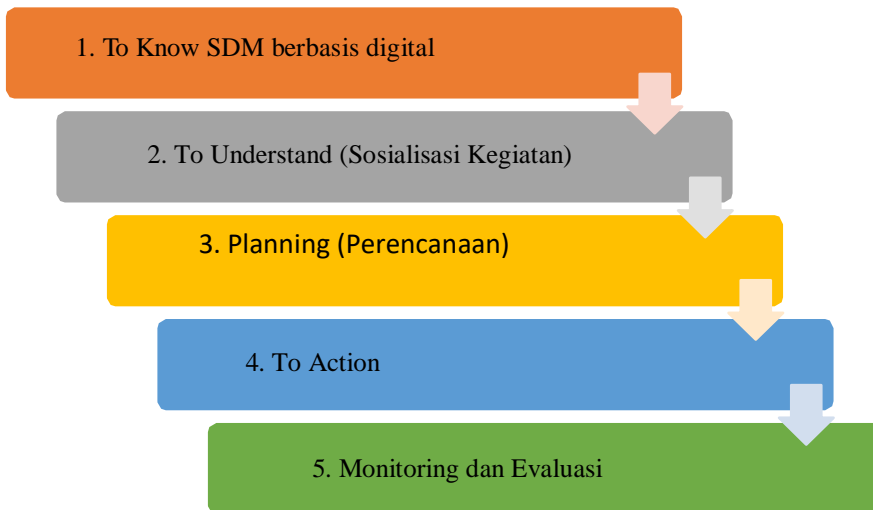 1. To Know SDM berbasis digital
2. To Understand (Sosialisasi Kegiatan)
3. Planning (Perencanaan)
4. To Action
5. Monitoring dan Evaluasi